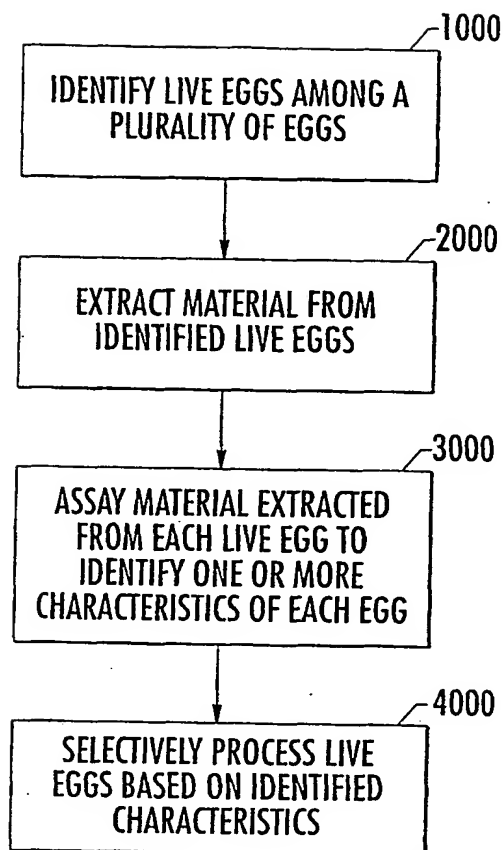 1000
IDENTIFY LIVE EGGS AMONG A
PLURALITY OF EGGS
2000
EXTRACT MATERIAL FROM
IDENTIFIED LIVE EGGS
3000
ASSAY MATERIAL EXTRACTED
FROM EACH LIVE EGG TO
IDENTIFY ONE OR MORE
CHARACTERISTICS OF EACH EGG
4000
SELECTIVELY PROCESS LIVE
EGGS BASED ON IDENTIFIED
CHARACTERISTICS